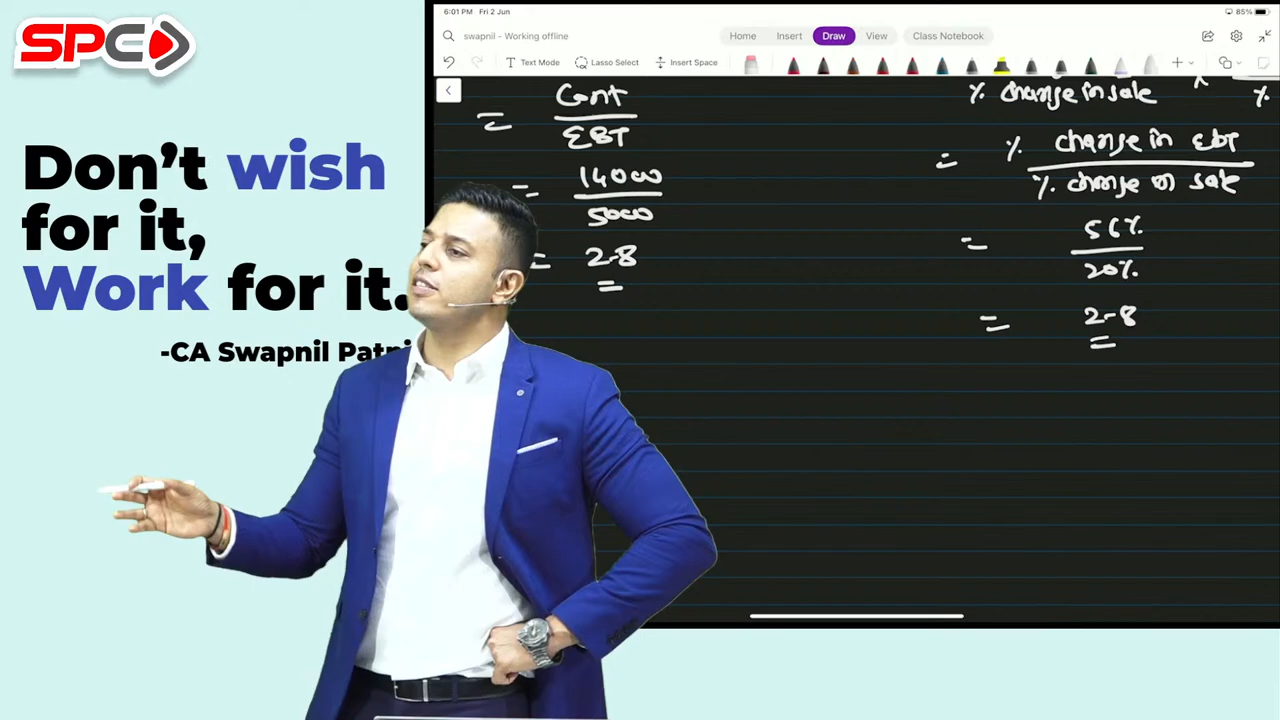 SPC
Don't wish
for it,
Work for it.
-CA Swapnil Patni
6:01 PM Fri 2 Jun
85%
swapnil - Working offline
Home
Insert
Draw
View
Class Notebook
Text Mode
Lasso Select
Insert Space
= Cont
EBT
= 14000
5000
= 2.8
% change in sale ×
%
= % change in EBT
% change in sale
= 56%
20%
= 2.8